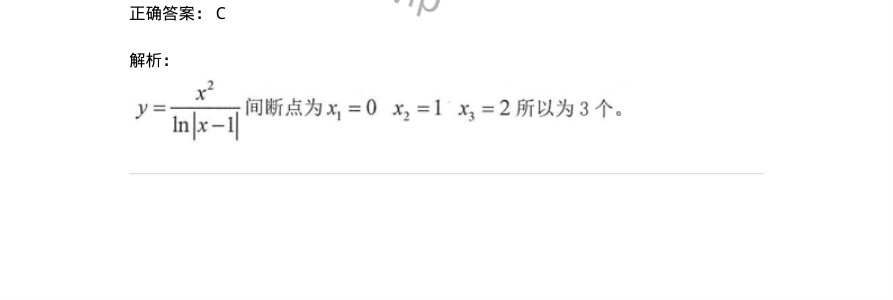 正确答案： C
解析：
y = x² / ln|x−1| 间断点为 x₁ = 0 x₂ = 1 x₃ = 2 所以为 3 个。